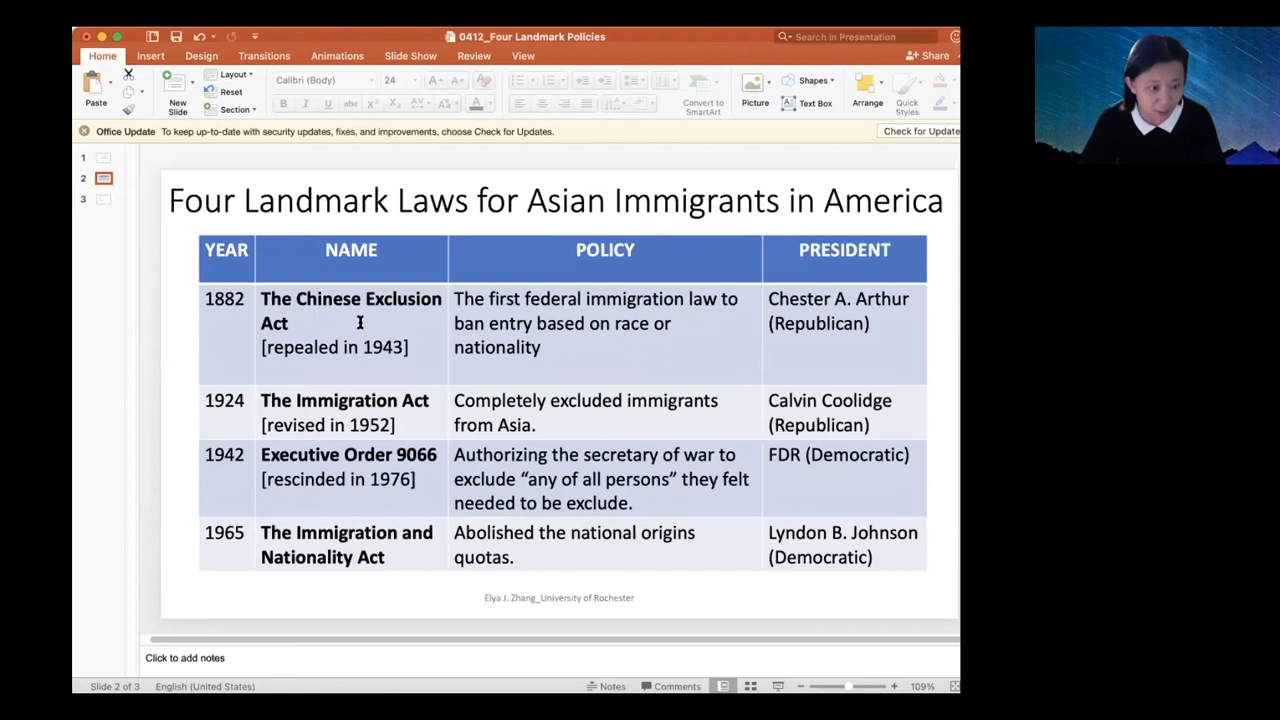 0412_Four Landmark Policies
Search in Presentation
Home Insert Design Transitions Animations Slide Show Review View
Share
Paste
New
Slide
Layout
Reset
Section
Calibri (Body) 24
B I U abc X² X₂ AV Aa A
Convert to
SmartArt
Picture
Shapes
Text Box
Arrange
Quick
Styles
Office Update To keep up-to-date with security updates, fixes, and improvements, choose Check for Updates.
Check for Update
1
2
3
Four Landmark Laws for Asian Immigrants in America
YEAR NAME POLICY PRESIDENT
1882 The Chinese Exclusion The first federal immigration law to Chester A. Arthur
Act ban entry based on race or (Republican)
[repealed in 1943] nationality
1924 The Immigration Act Completely excluded immigrants Calvin Coolidge
[revised in 1952] from Asia. (Republican)
1942 Executive Order 9066 Authorizing the secretary of war to FDR (Democratic)
[rescinded in 1976] exclude “any of all persons” they felt
needed to be exclude.
1965 The Immigration and Abolished the national origins Lyndon B. Johnson
Nationality Act quotas. (Democratic)
Elya J. Zhang_University of Rochester
Click to add notes
Slide 2 of 3 English (United States) Notes Comments 109%